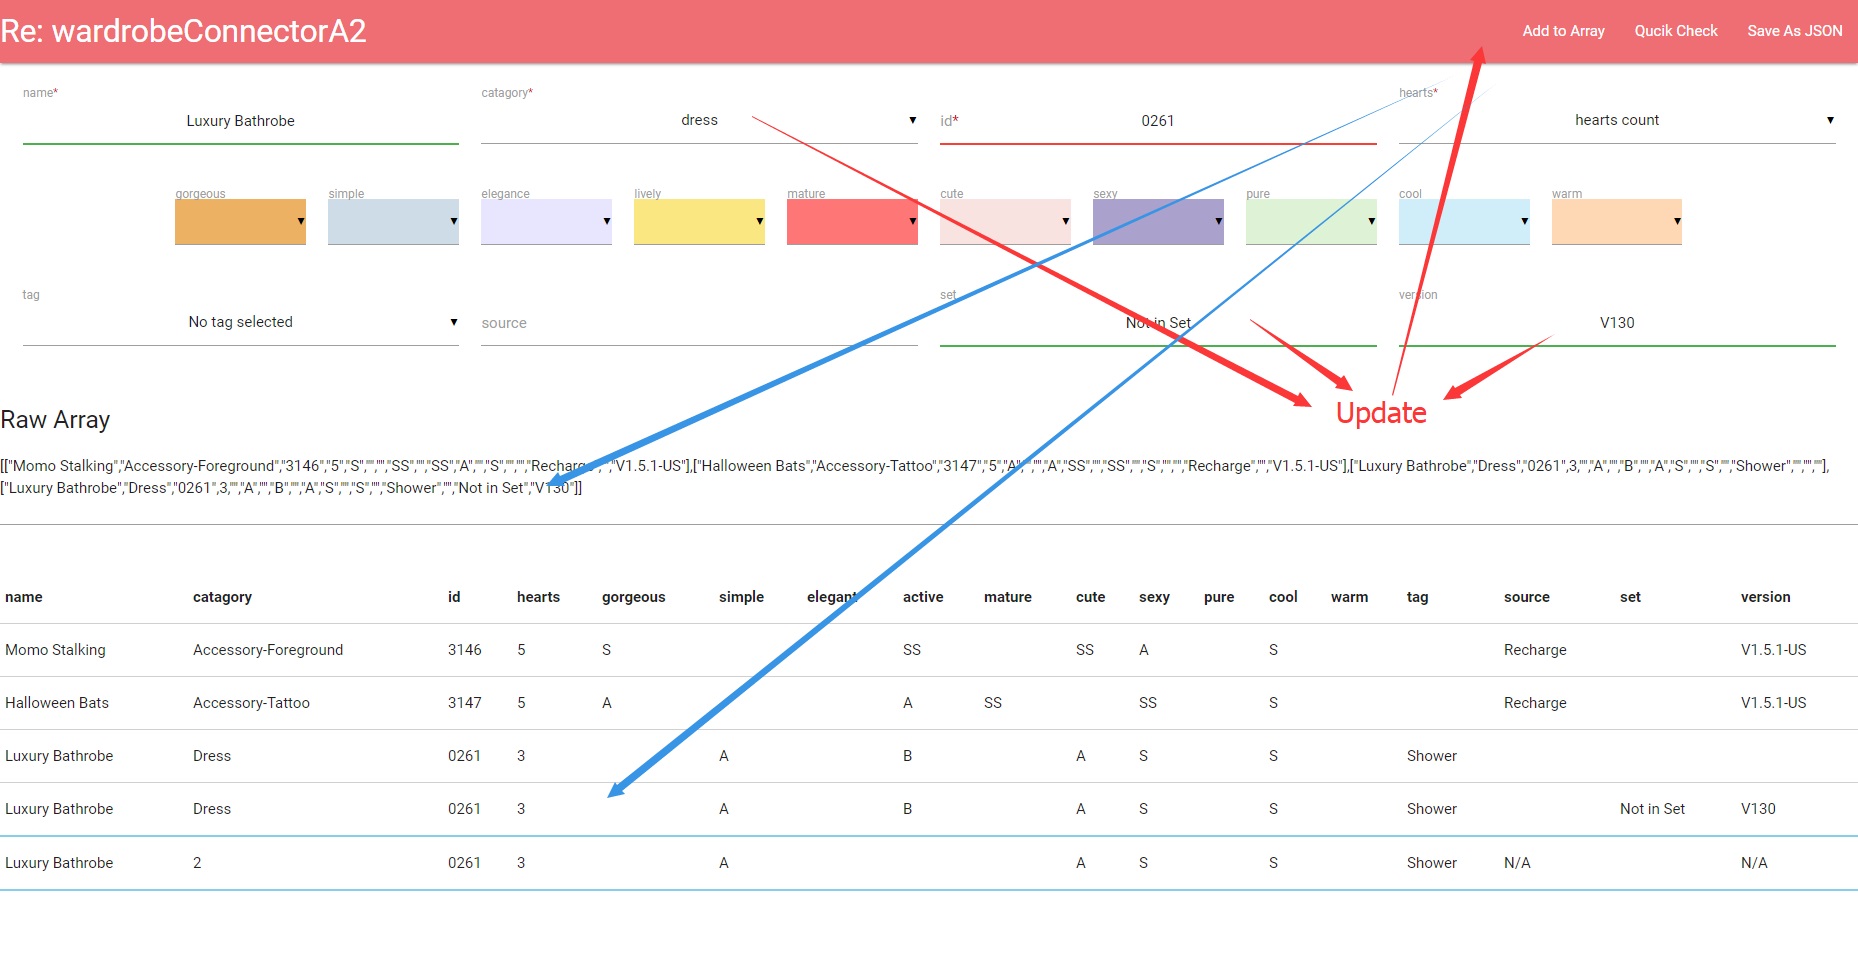 Re: wardrobeConnectorA2
Add to Array Qucik Check Save As JSON
name* catagory* hearts*
Luxury Bathrobe dress id* 0261 hearts count
gorgeous simple elegance lively mature cute sexy pure cool warm
tag set version
No tag selected source Not in Set V130
Update
Raw Array
[["Momo Stalking","Accessory-Foreground","3146","5","S","","","SS","","SS","A","","S","","","Recharge","","V1.5.1-US"],["Halloween Bats","Accessory-Tattoo","3147","5","A","","","A","SS","","SS","","S","","","Recharge","","V1.5.1-US"],["Luxury Bathrobe","Dress","0261",3,"","A","","B","","A","S","","S","","Shower","","",""],
["Luxury Bathrobe","Dress","0261",3,"","A","","B","","A","S","","S","","Shower","","Not in Set","V130"]]
name catagory id hearts gorgeous simple elegant active mature cute sexy pure cool warm tag source set version
Momo Stalking Accessory-Foreground 3146 5 S SS SS A S Recharge V1.5.1-US
Halloween Bats Accessory-Tattoo 3147 5 A A SS SS S Recharge V1.5.1-US
Luxury Bathrobe Dress 0261 3 A B A S S Shower
Luxury Bathrobe Dress 0261 3 A B A S S Shower Not in Set V130
Luxury Bathrobe 2 0261 3 A A S S Shower N/A N/A